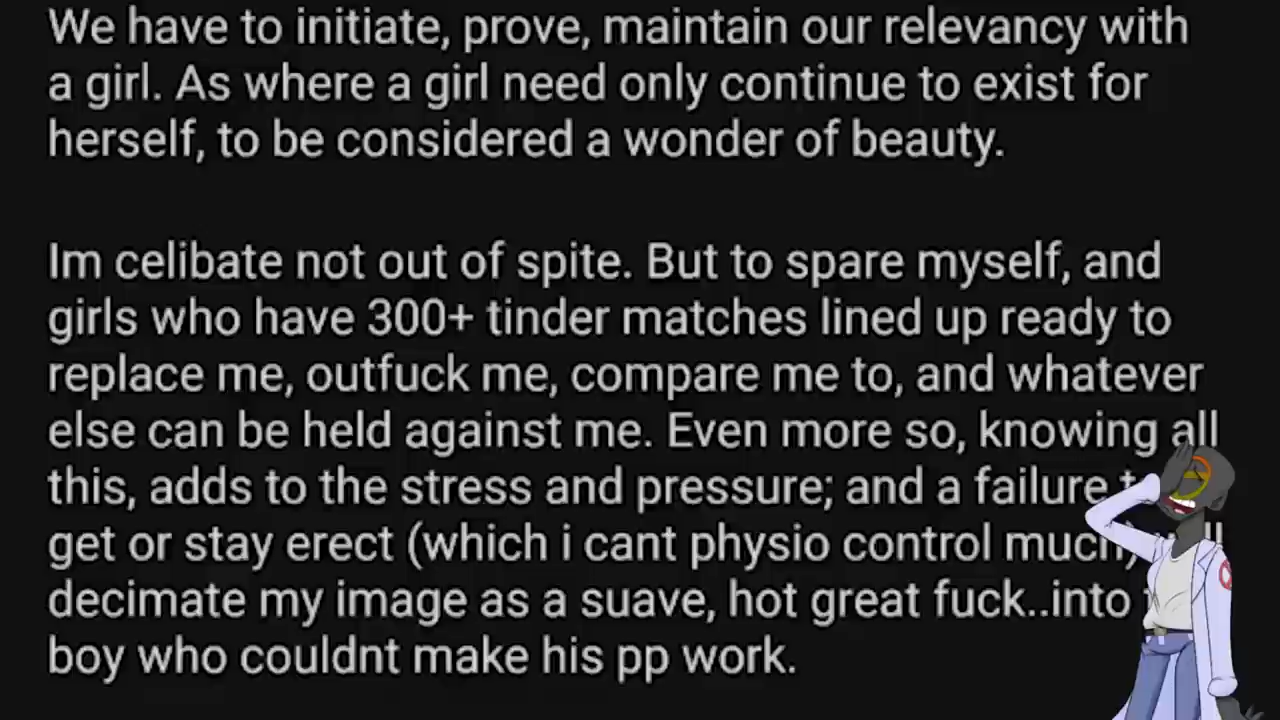 We have to initiate, prove, maintain our relevancy with
a girl. As where a girl need only continue to exist for
herself, to be considered a wonder of beauty.
Im celibate not out of spite. But to spare myself, and
girls who have 300+ tinder matches lined up ready to
replace me, outfuck me, compare me to, and whatever
else can be held against me. Even more so, knowing all
this, adds to the stress and pressure; and a failure
get or stay erect (which i cant physio control much)
decimate my image as a suave, hot great fuck..into
boy who couldnt make his pp work.